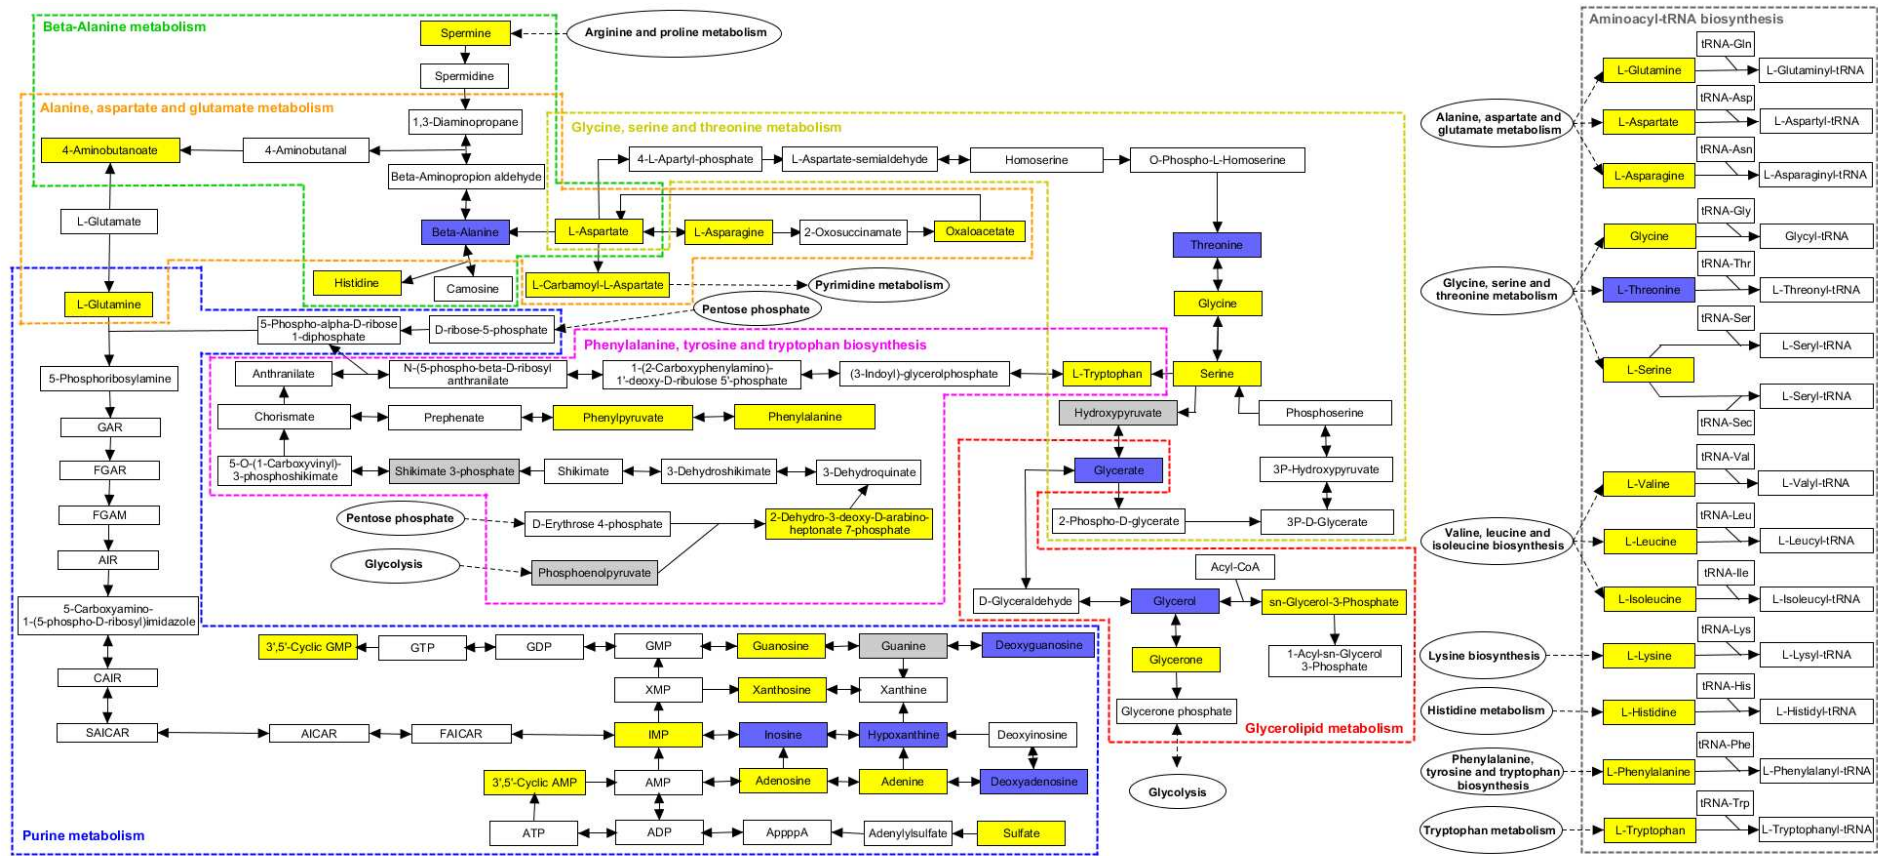 Beta-Alanine metabolism
Spermine
Arginine and proline metabolism
Spermidine
Alanine, aspartate and glutamate metabolism
1,3-Diaminopropane
4-Aminobutanoate
4-Aminobutanal
Beta-Aminopropion aldehyde
L-Glutamate
Beta-Alanine
L-Aspartate
L-Asparagine
2-Oxosuccinamate
Oxaloacetate
Histidine
Camosine
L-Carbamoyl-L-Aspartate
Pyrimidine metabolism
L-Glutamine
Glycine, serine and threonine metabolism
4-L-Apartyl-phosphate
L-Aspartate-semialdehyde
Homoserine
O-Phospho-L-Homoserine
Threonine
Glycine
Serine
Hydroxypyruvate
Phosphoserine
Glycerate
3P-Hydroxypyruvate
2-Phospho-D-glycerate
3P-D-Glycerate
5-Phospho-alpha-D-ribose
1-diphosphate
D-ribose-5-phosphate
Pentose phosphate
Phenylalanine, tyrosine and tryptophan biosynthesis
Anthranilate
N-(5-phospho-beta-D-ribosyl
anthranilate
1-(2-Carboxyphenylamino)-
1'-deoxy-D-ribulose 5'-phosphate
(3-Indoyl)-glycerolphosphate
L-Tryptophan
Chorismate
Prephenate
Phenylpyruvate
Phenylalanine
5-O-(1-Carboxyvinyl)-
3-phosphoshikimate
Shikimate 3-phosphate
Shikimate
3-Dehydroshikimate
3-Dehydroquinate
Pentose phosphate
D-Erythrose 4-phosphate
2-Dehydro-3-deoxy-D-arabino-
heptonate 7-phosphate
Glycolysis
Phosphoenolpyruvate
5-Phosphoribosylamine
GAR
FGAR
FGAM
AIR
5-Carboxyamino-
1-(5-phospho-D-ribosyl)imidazole
CAIR
SAICAR
AICAR
FAICAR
3',5'-Cyclic GMP
GTP
GDP
GMP
Guanosine
Guanine
Deoxyguanosine
XMP
Xanthosine
Xanthine
IMP
Inosine
Hypoxanthine
Deoxyinosine
3',5'-Cyclic AMP
AMP
Adenosine
Adenine
Deoxyadenosine
ATP
ADP
AppppA
Adenylylsulfate
Sulfate
Purine metabolism
Acyl-CoA
D-Glyceraldehyde
Glycerol
sn-Glycerol-3-Phosphate
Glycerone
1-Acyl-sn-Glycerol
3-Phosphate
Glycerone phosphate
Glycerolipid metabolism
Glycolysis
Aminoacyl-tRNA biosynthesis
tRNA-Gln
L-Glutamine
L-Glutaminyl-tRNA
Alanine, aspartate and
glutamate metabolism
tRNA-Asp
L-Aspartate
L-Aspartyl-tRNA
tRNA-Asn
L-Asparagine
L-Asparaginyl-tRNA
tRNA-Gly
Glycine
Glycyl-tRNA
Glycine, serine and
threonine metabolism
tRNA-Thr
L-Threonine
L-Threonyl-tRNA
tRNA-Ser
L-Seryl-tRNA
L-Serine
L-Seryl-tRNA
tRNA-Sec
tRNA-Val
L-Valine
L-Valyl-tRNA
Valine, leucine and
isoleucine biosynthesis
tRNA-Leu
L-Leucine
L-Leucyl-tRNA
tRNA-Ile
L-Isoleucine
L-Isoleucyl-tRNA
tRNA-Lys
Lysine biosynthesis
L-Lysine
L-Lysyl-tRNA
tRNA-His
Histidine metabolism
L-Histidine
L-Histidyl-tRNA
tRNA-Phe
Phenylalanine,
tyrosine and tryptophan
biosynthesis
L-Phenylalanine
L-Phenylalanyl-tRNA
tRNA-Trp
Tryptophan metabolism
L-Tryptophan
L-Tryptophanyl-tRNA